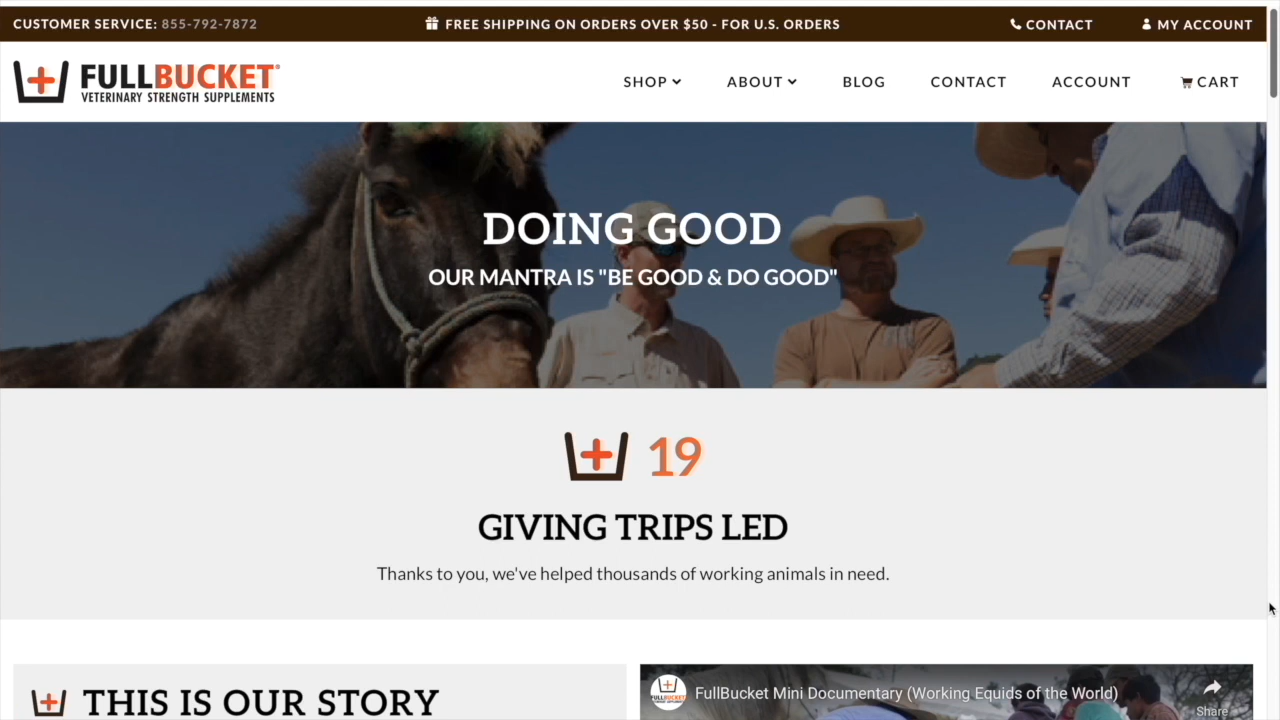 CUSTOMER SERVICE: 855-792-7872
FREE SHIPPING ON ORDERS OVER $50 - FOR U.S. ORDERS
CONTACT
MY ACCOUNT
FULLBUCKET®
VETERINARY STRENGTH SUPPLEMENTS
SHOP
ABOUT
BLOG
CONTACT
ACCOUNT
CART
DOING GOOD
OUR MANTRA IS "BE GOOD & DO GOOD"
19
GIVING TRIPS LED
Thanks to you, we've helped thousands of working animals in need.
THIS IS OUR STORY
FULLBUCKET
FullBucket Mini Documentary (Working Equids of the World)
Share